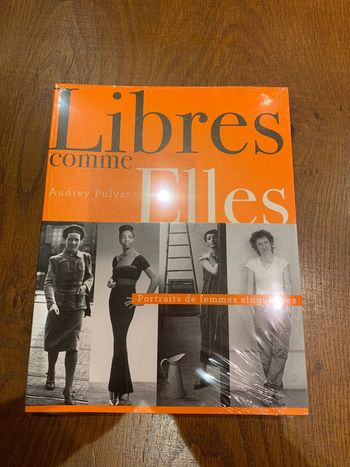 Libres
comme
Audrey Pulvar
Elles
Portraits de femmes singulières